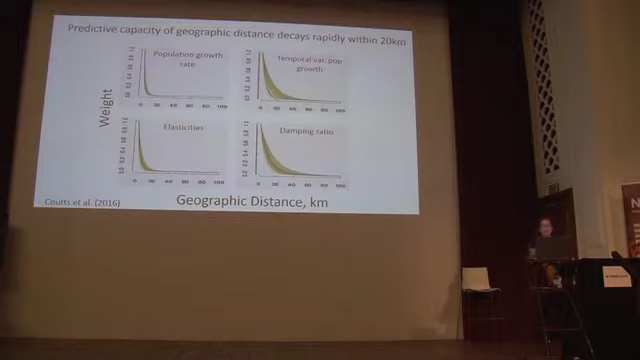 Predictive capacity of geographic distance decays rapidly within 20km
Population growth
rate
0 20 40 60 80 100
Temporal var, pop
growth
0 20 40 60 80 100
Weight
Elasticities
0 20 40 60 80 100
Damping ratio
0 20 40 60 80 100
Coutts et al. (2016)
Geographic Distance, km